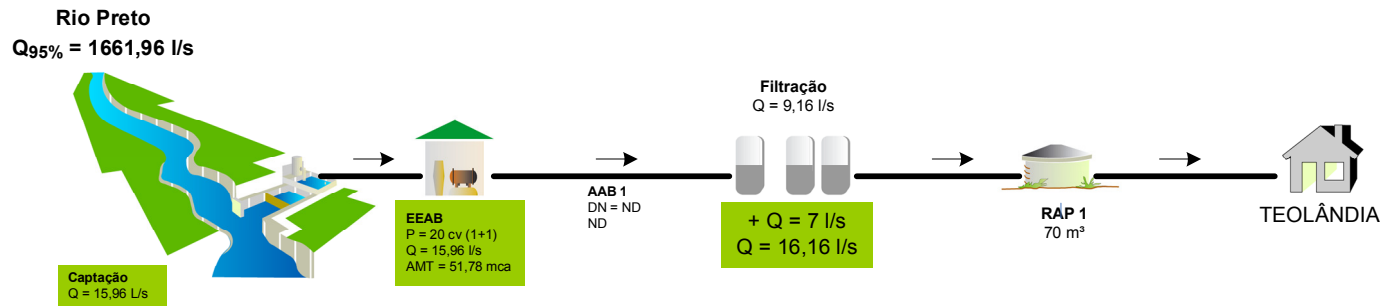 Rio Preto
Q95% = 1661,96 l/s
Captação
Q = 15,96 L/s
EEAB
P = 20 cv (1+1)
Q = 15,96 l/s
AMT = 51,78 mca
AAB 1
DN = ND
ND
Filtração
Q = 9,16 l/s
+ Q = 7 l/s
Q = 16,16 l/s
RAP 1
70 m³
TEOLÂNDIA